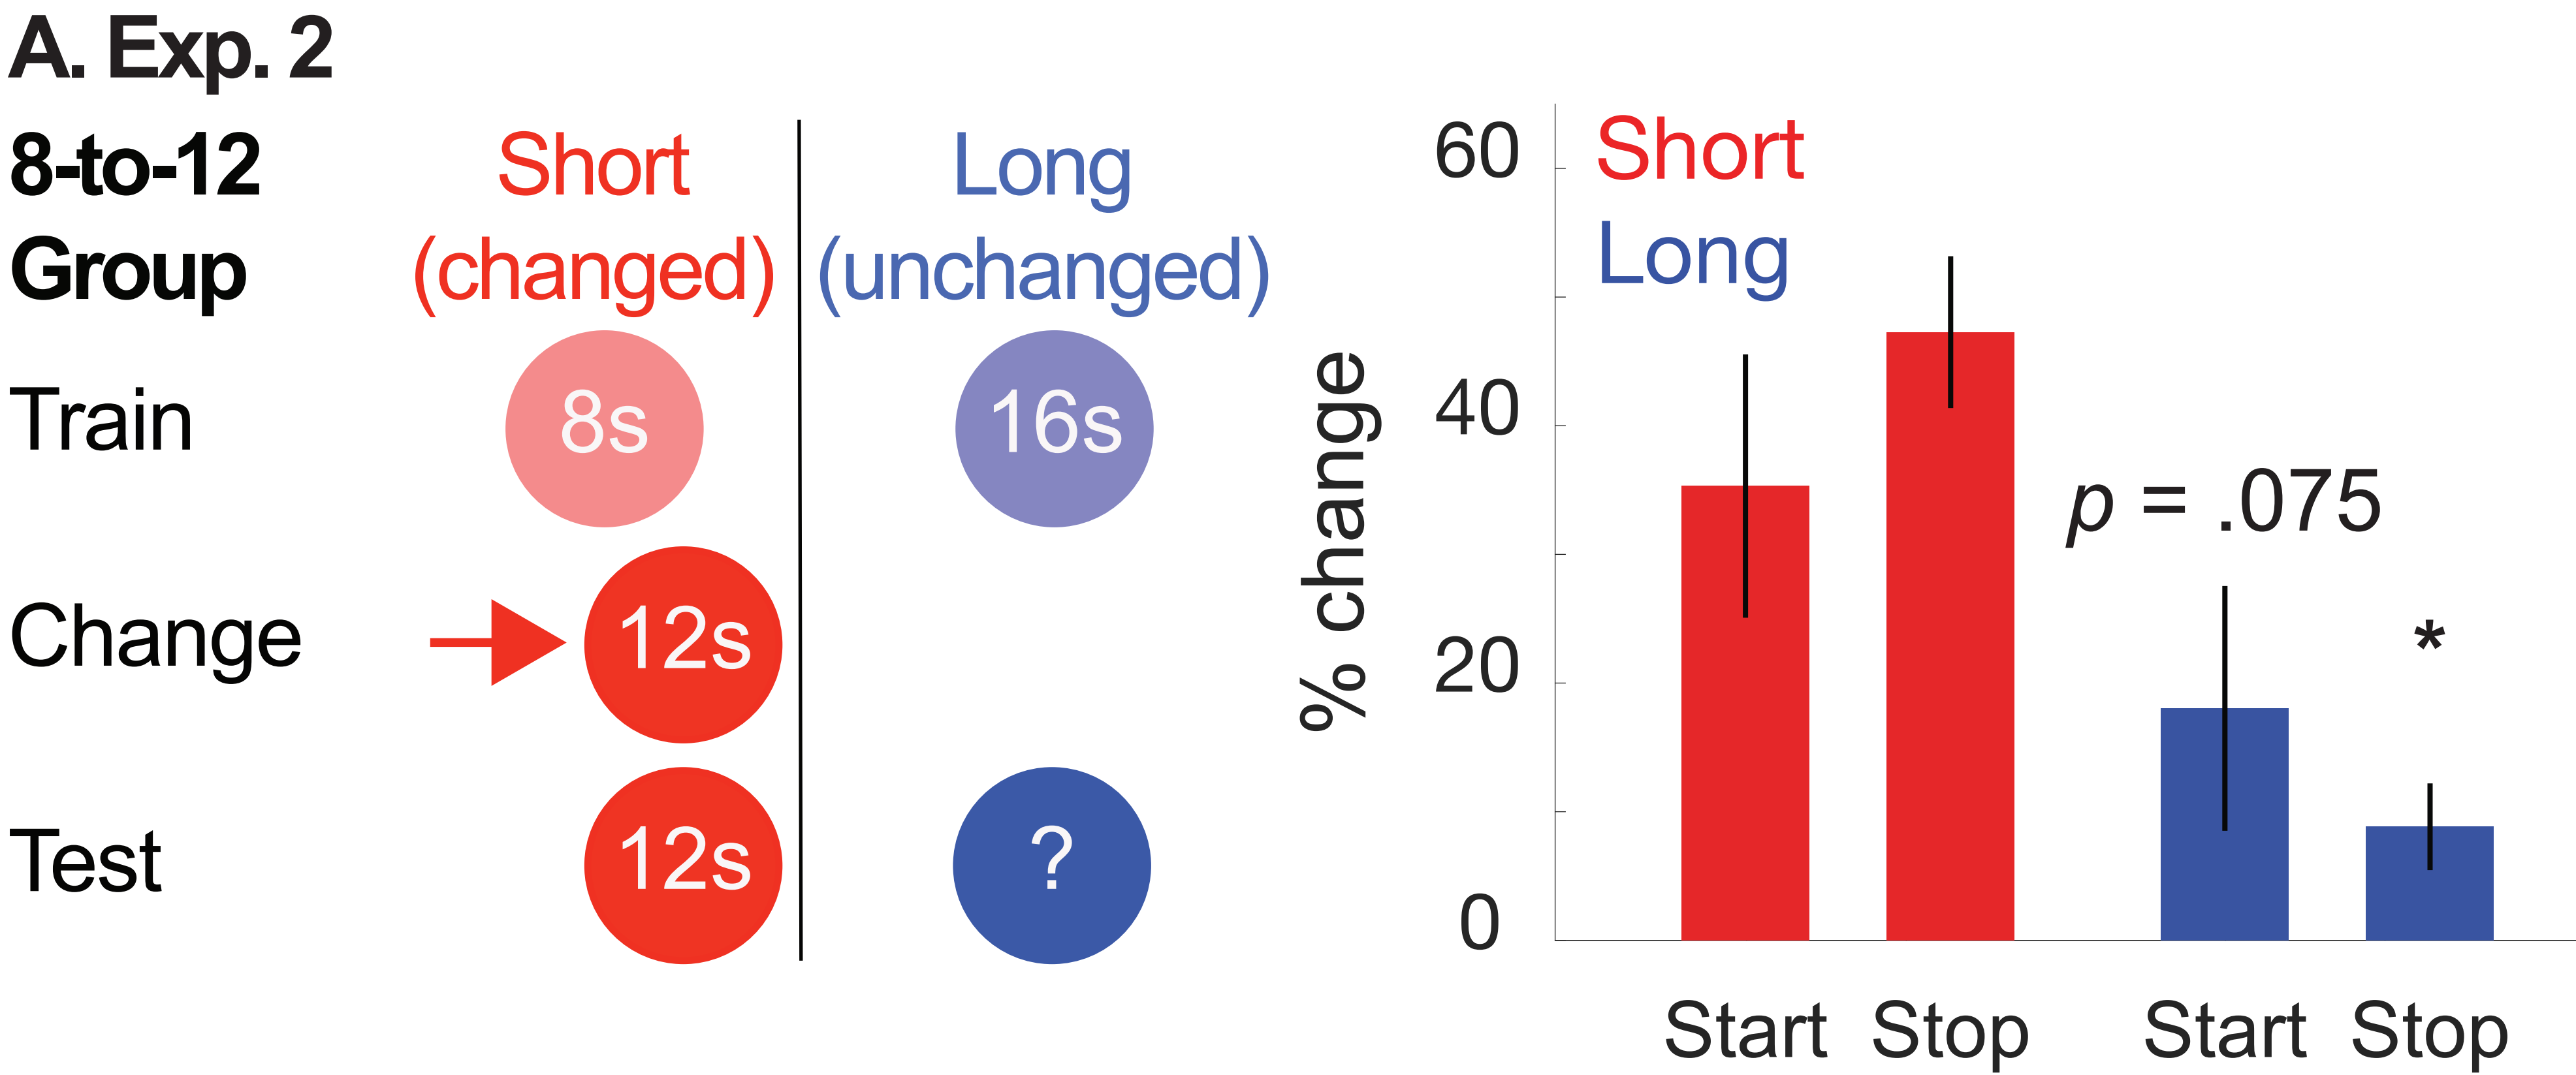 A. Exp. 2
8-to-12
Group
Short
(changed)
Long
(unchanged)
Train
8s
16s
Change
12s
Test
12s
?
% change
60
40
20
0
Short
Long
p = .075
*
Start Stop Start Stop